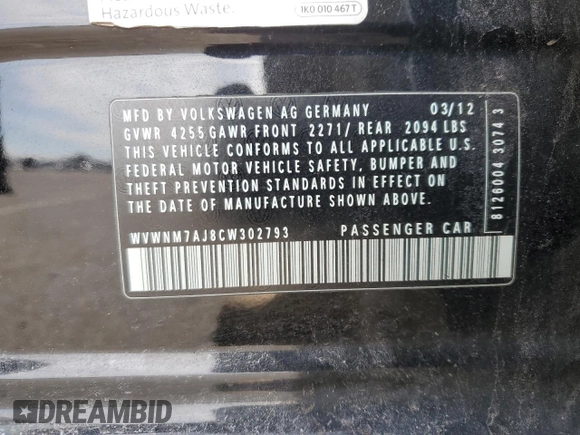 Hazardous Waste.
1K0 010 467 T
MFD BY VOLKSWAGEN AG GERMANY 03/12
GVWR 4255 GAWR FRONT 2271/ REAR 2094 LBS
THIS VEHICLE CONFORMS TO ALL APPLICABLE U.S.
FEDERAL MOTOR VEHICLE SAFETY, BUMPER AND
THEFT PREVENTION STANDARDS IN EFFECT ON
THE DATE OF MANUFACTURE SHOWN ABOVE.
WVWNM7AJ8CW302793 PASSENGER CAR
8126004 3074 3
DREAMBID